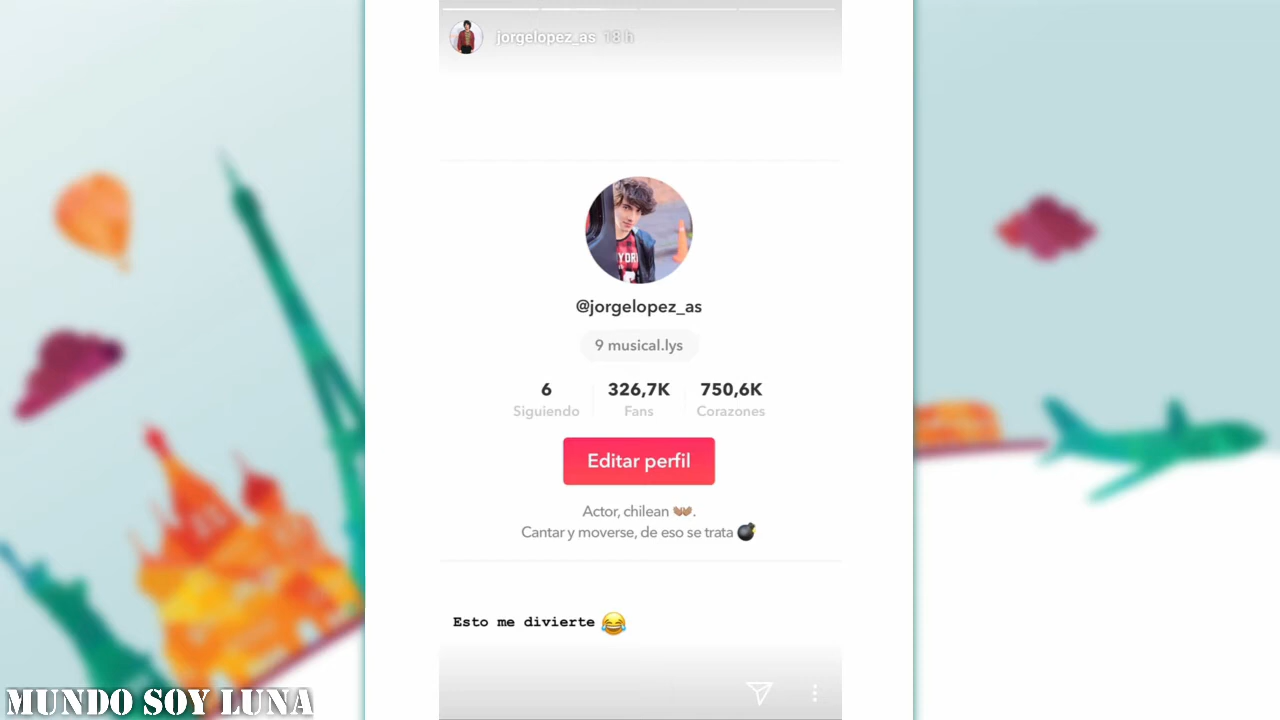 jorgelopez_as 18 h
@jorgelopez_as
9 musical.lys
6 326,7K 750,6K
Siguiendo Fans Corazones
Editar perfil
Actor, chilean 👐🏽.
Cantar y moverse, de eso se trata 💣
Esto me divierte 😂
MUNDO SOY LUNA